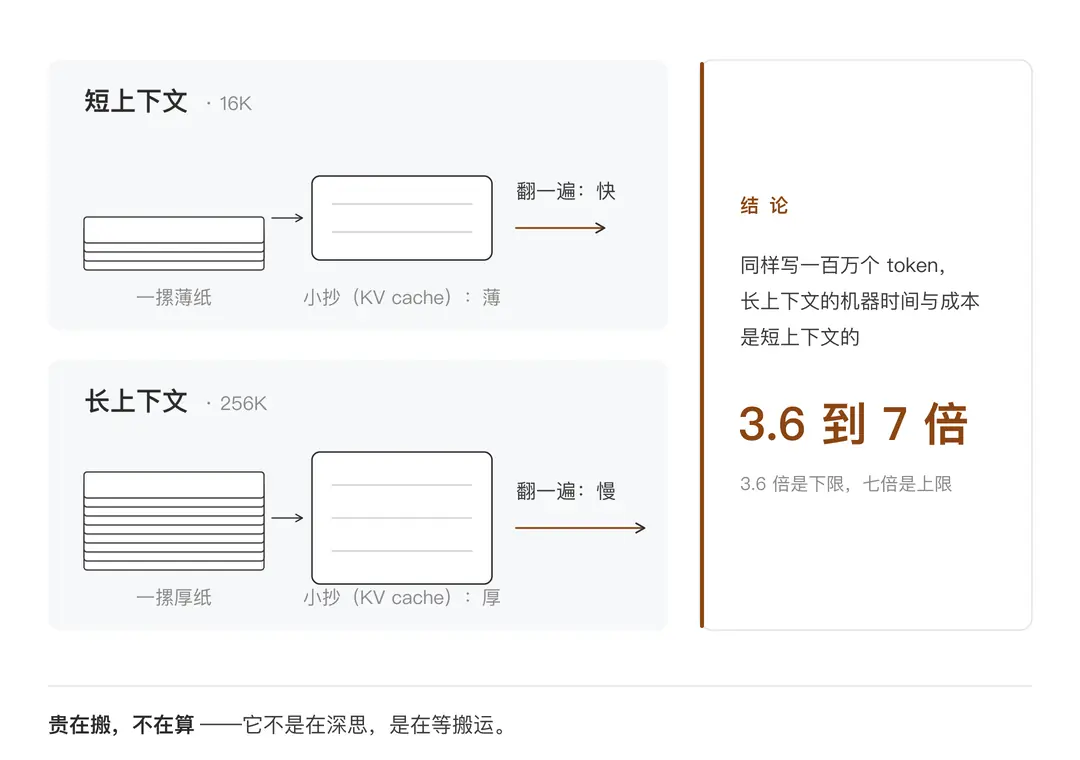 短上下文 · 16K
翻一遍：快
一摞薄纸
小抄（KV cache）：薄
长上下文 · 256K
翻一遍：慢
一摞厚纸
小抄（KV cache）：厚
结 论
同样写一百万个 token，
长上下文的机器时间与成本
是短上下文的
3.6 到 7 倍
3.6 倍是下限，七倍是上限
贵在搬，不在算 ——它不是在深思，是在等搬运。